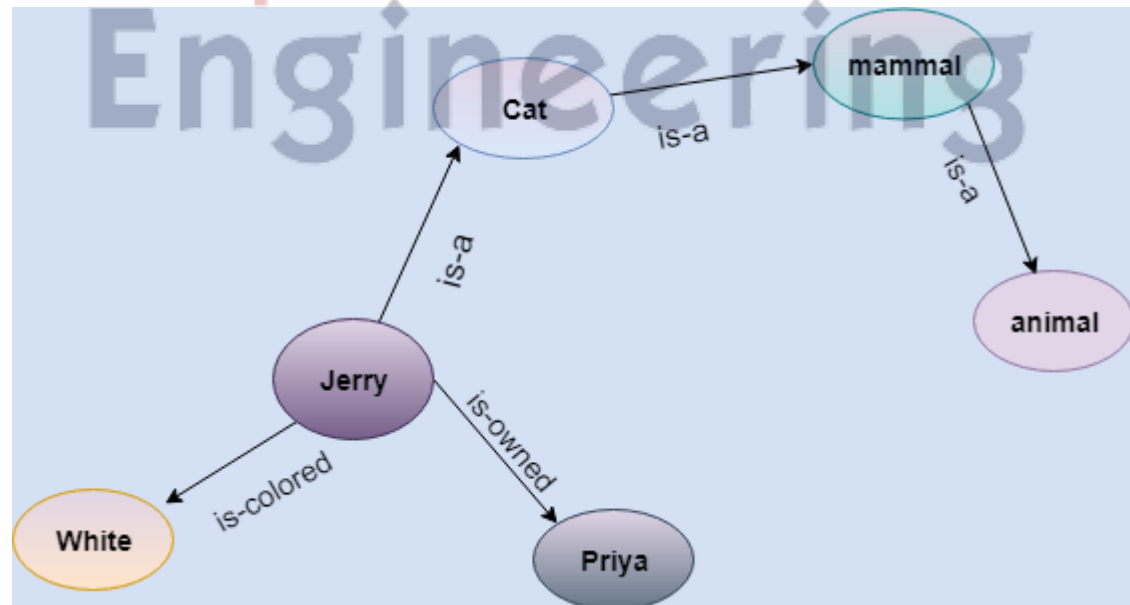 Engineering
mammal
Cat
is-a
is-a
is-a
animal
Jerry
is-owned
is-colored
White
Priya